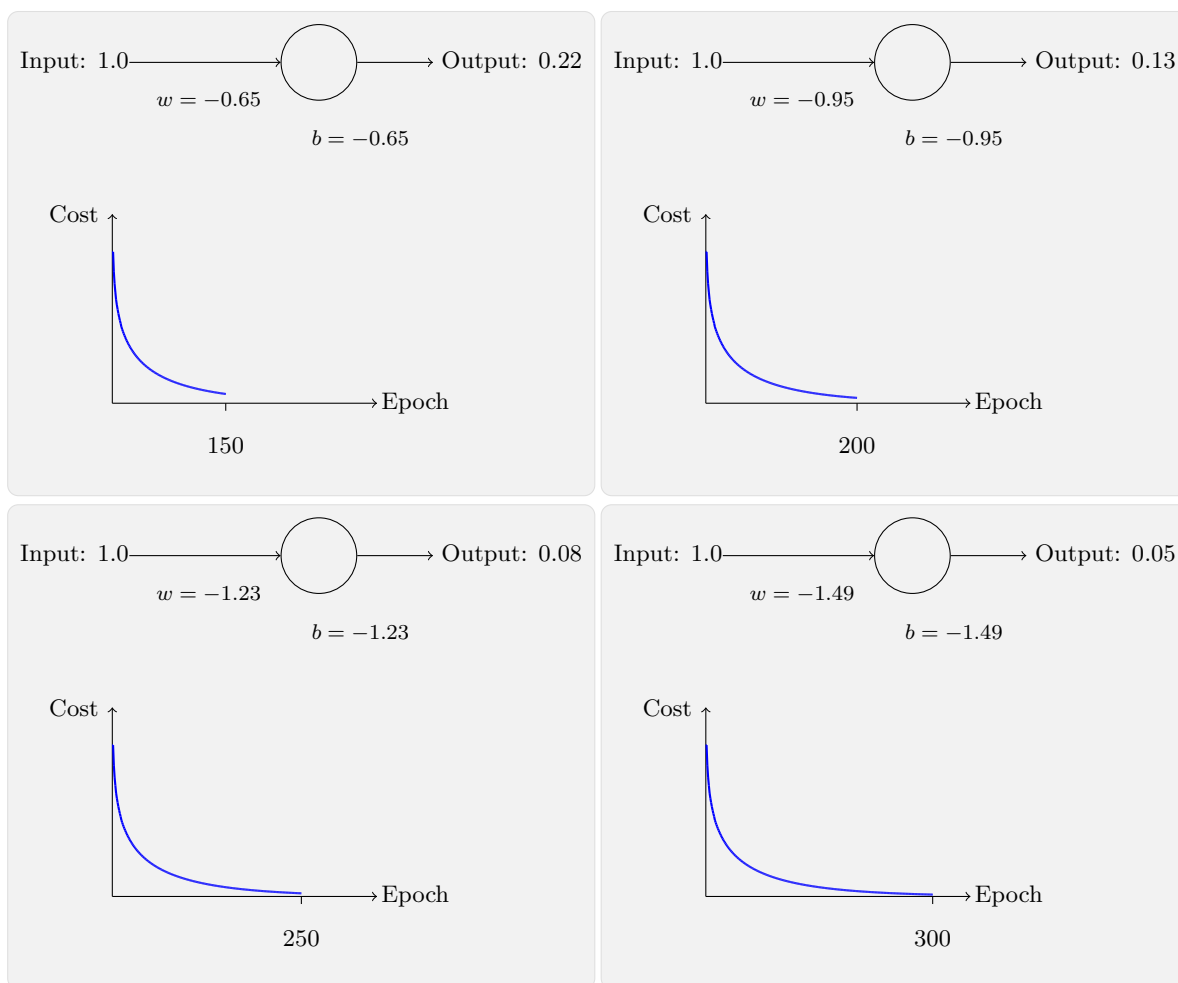 Input: 1.0
Output: 0.22
w = −0.65
b = −0.65
Cost
Epoch
150
Input: 1.0
Output: 0.13
w = −0.95
b = −0.95
Cost
Epoch
200
Input: 1.0
Output: 0.08
w = −1.23
b = −1.23
Cost
Epoch
250
Input: 1.0
Output: 0.05
w = −1.49
b = −1.49
Cost
Epoch
300